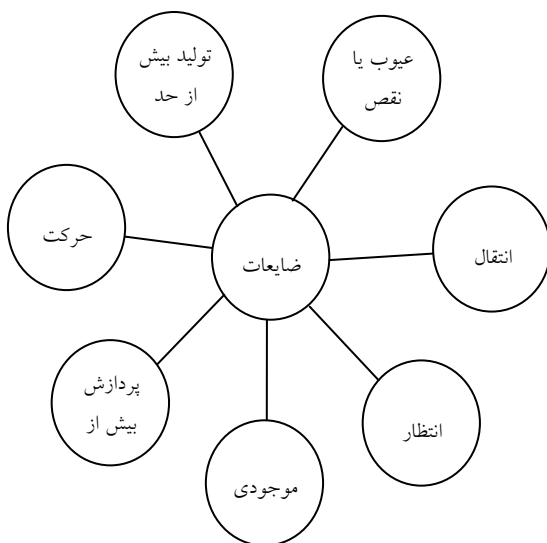 عیوب یا
نقص
تولید بیش
از حد
انتقال
حرکت
ضایعات
پردازش
بیش از
انتظار
موجودی